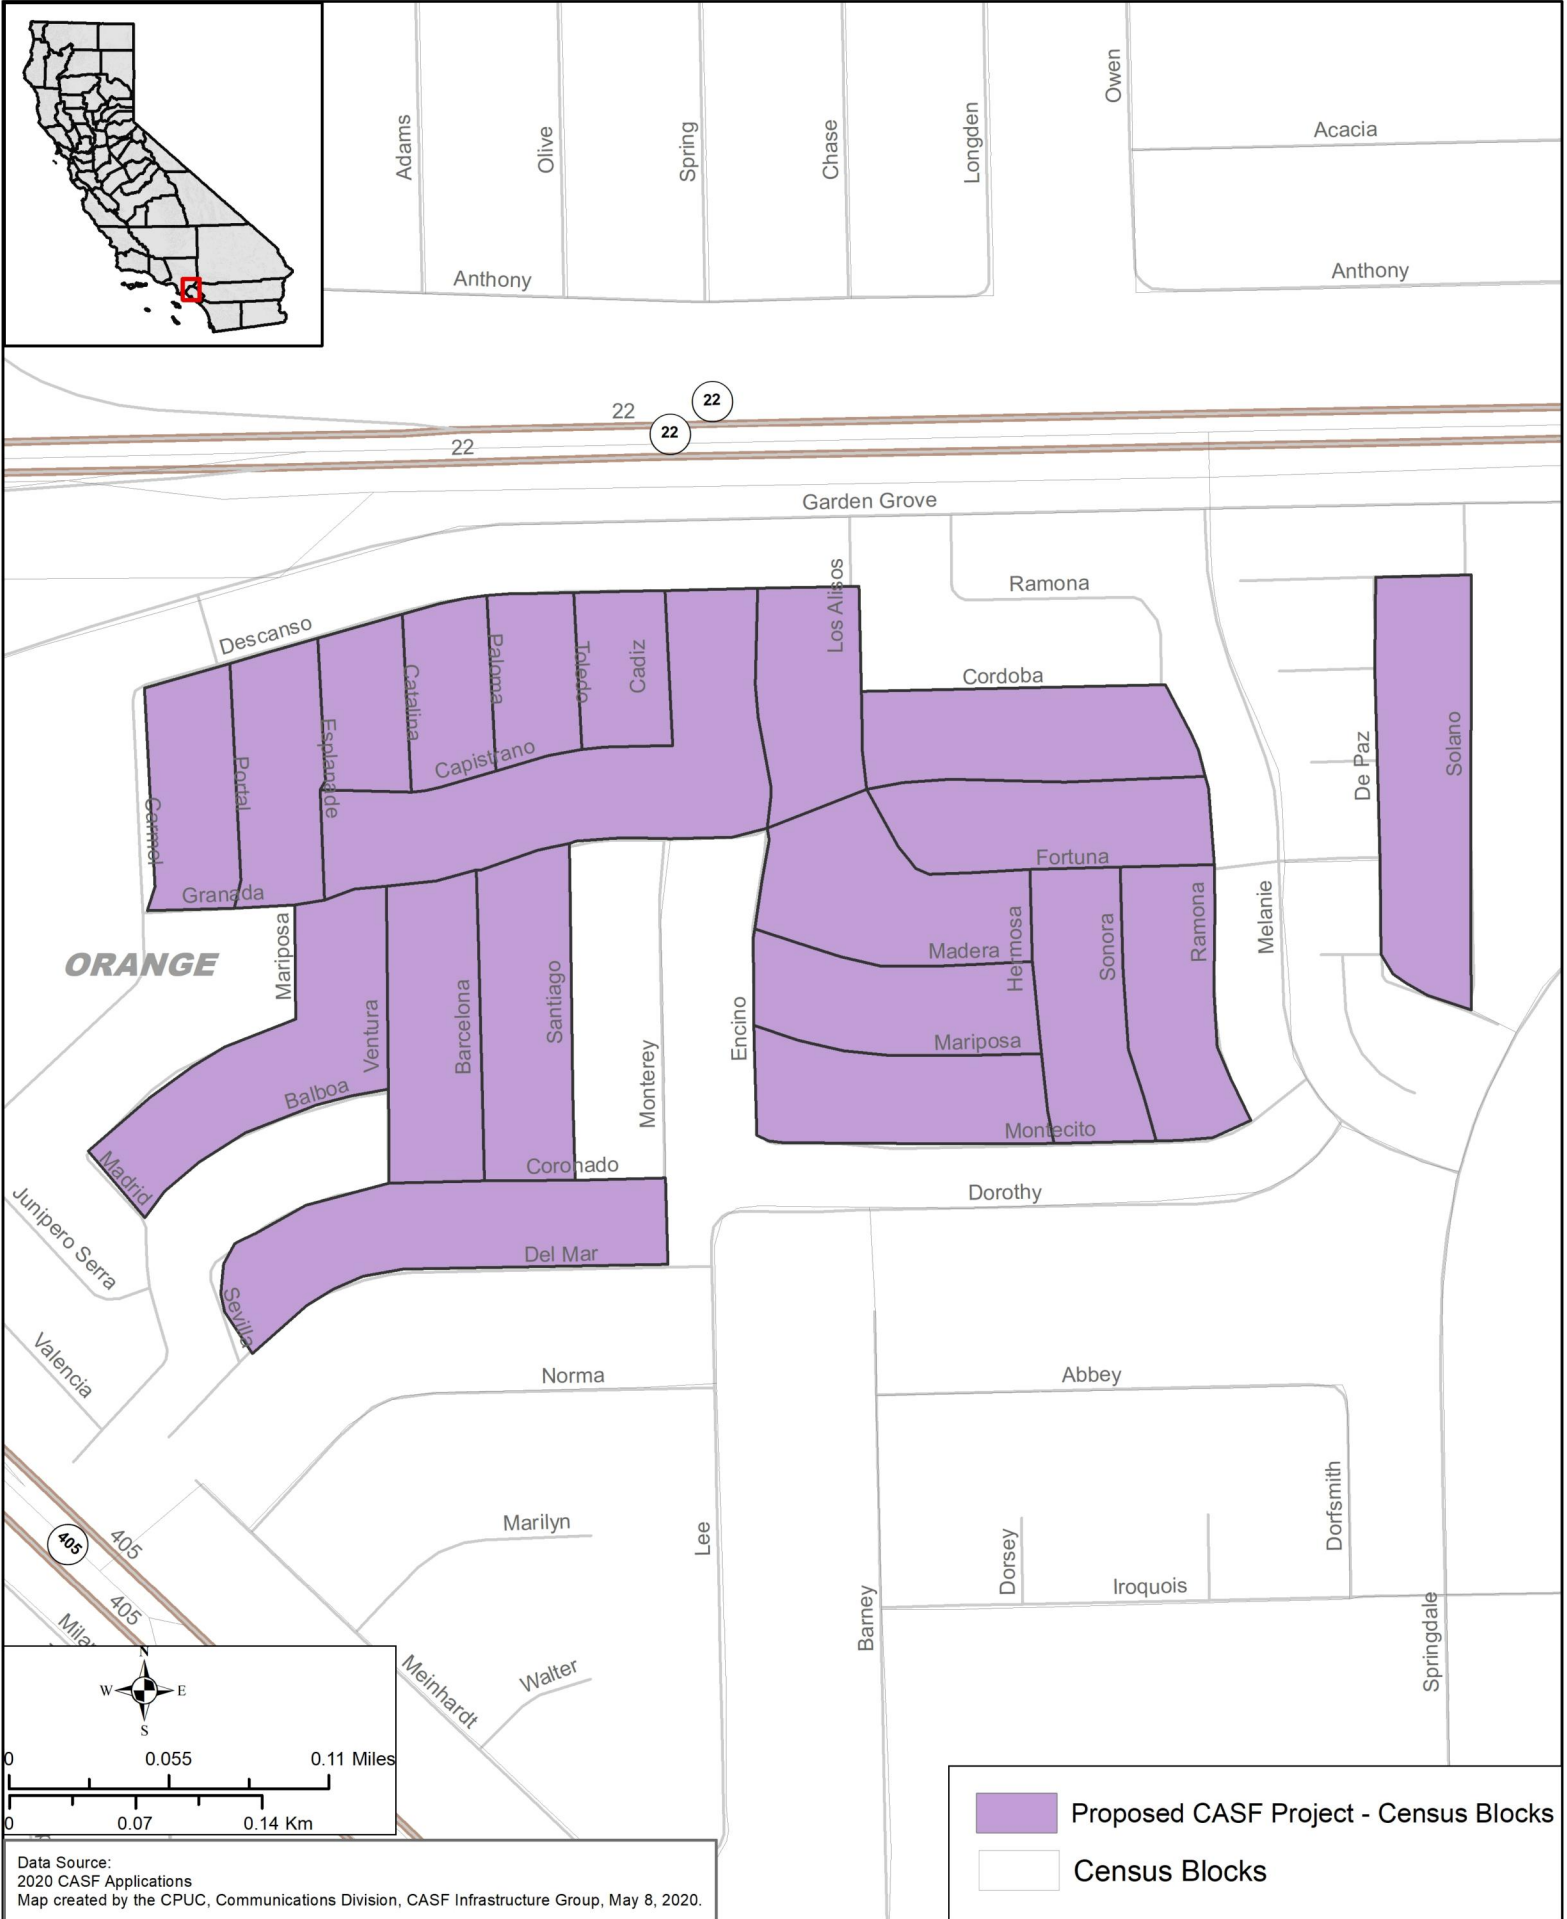 Adams
Olive
Spring
Chase
Longden
Owen
Acacia
Anthony
Anthony
22
22
22
22
Garden Grove
Los Alisos
Ramona
Descanso
Paloma
Toledo
Cadiz
Catalina
Cordoba
Solano
De Paz
Esplanade
Capistrano
Portal
Carmel
Fortuna
Granada
Ramona
Melanie
Hermosa
Sonora
Madera
Mariposa
ORANGE
Santiago
Barcelona
Ventura
Encino
Mariposa
Monterey
Balboa
Montecito
Coronado
Madrid
Dorothy
Junipero Serra
Del Mar
Sevilla
Valencia
Norma
Abbey
Marilyn
Lee
Dorfsmith
Dorsey
Iroquois
Barney
Springdale
405
405
405
Meinhardt
Walter
N
W
E
S
0
0.055
0.11 Miles
0
0.07
0.14 Km
Proposed CASF Project - Census Blocks
Census Blocks
Data Source:
2020 CASF Applications
Map created by the CPUC, Communications Division, CASF Infrastructure Group, May 8, 2020.